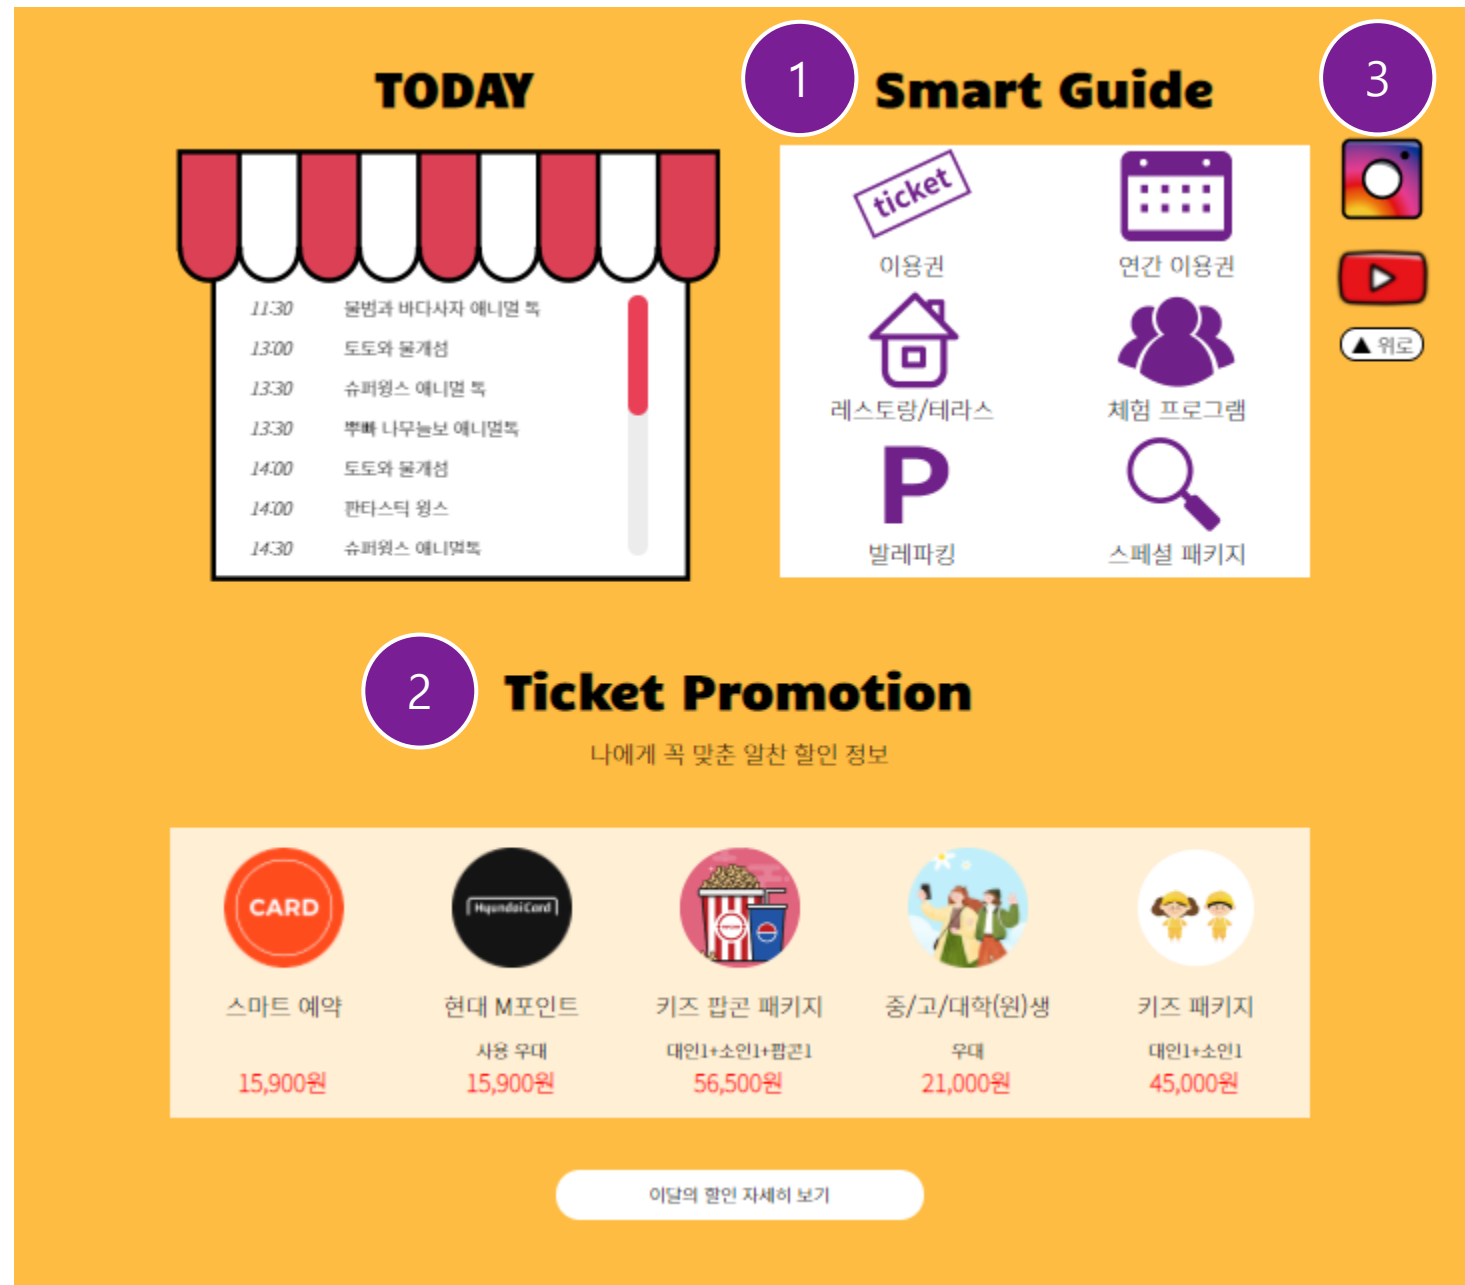 TODAY
11:30 물범과 바다사자 애니멀 톡
13:00 토토와 물개섬
13:30 슈퍼윙스 애니멀 톡
13:30 뿌빠 나무늘보 애니멀톡
14:00 토토와 물개섬
14:00 판타스틱 윙스
14:30 슈퍼윙스 애니멀톡
1
Smart Guide
ticket
이용권
연간 이용권
레스토랑/테라스
체험 프로그램
P
발레파킹
스페셜 패키지
3
▲ 위로
2
Ticket Promotion
나에게 꼭 맞춘 알찬 할인 정보
CARD
스마트 예약
15,900원
HyundaiCard
현대 M포인트
사용 우대
15,900원
키즈 팝콘 패키지
대인1+소인1+팝콘1
56,500원
중/고/대학(원)생
우대
21,000원
키즈 패키지
대인1+소인1
45,000원
이달의 할인 자세히 보기